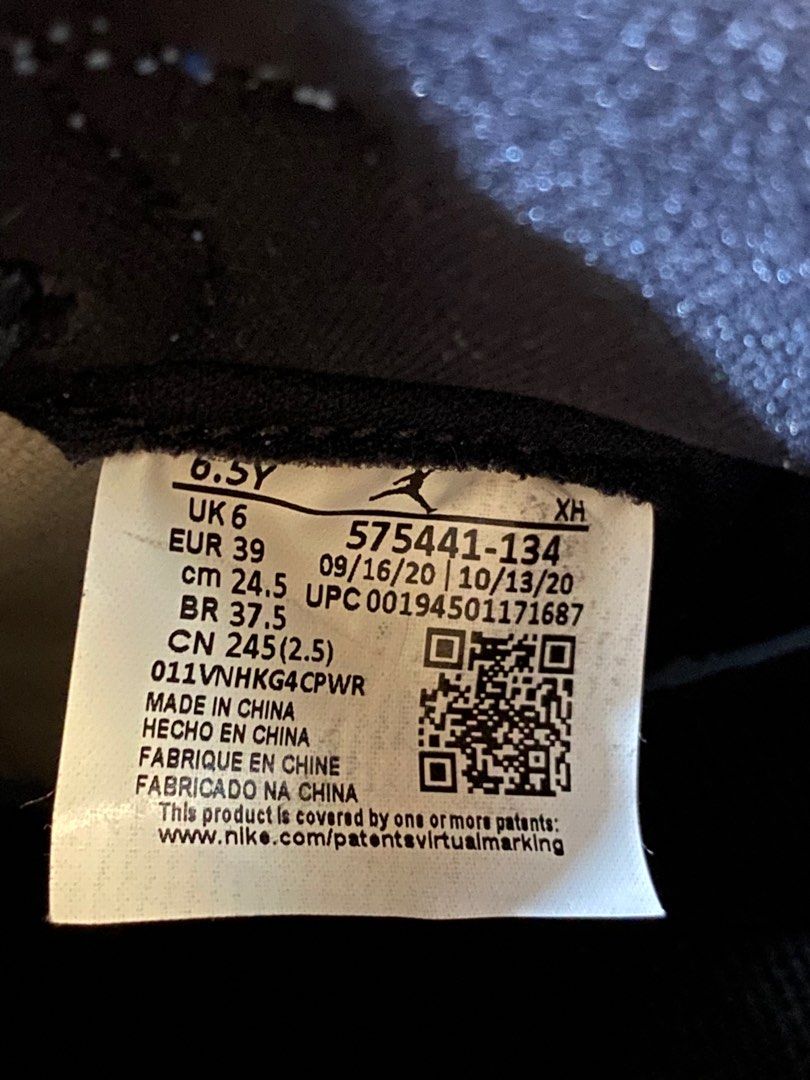 6.5Y
XH
UK 6
EUR 39
cm 24.5
BR 37.5
CN 245(2.5)
575441-134
09/16/20 | 10/13/20
UPC 00194501171687
011VNHKG4CPWR
MADE IN CHINA
HECHO EN CHINA
FABRIQUE EN CHINE
FABRICADO NA CHINA
This product is covered by one or more patents:
www.nike.com/patentsvirtualmarking